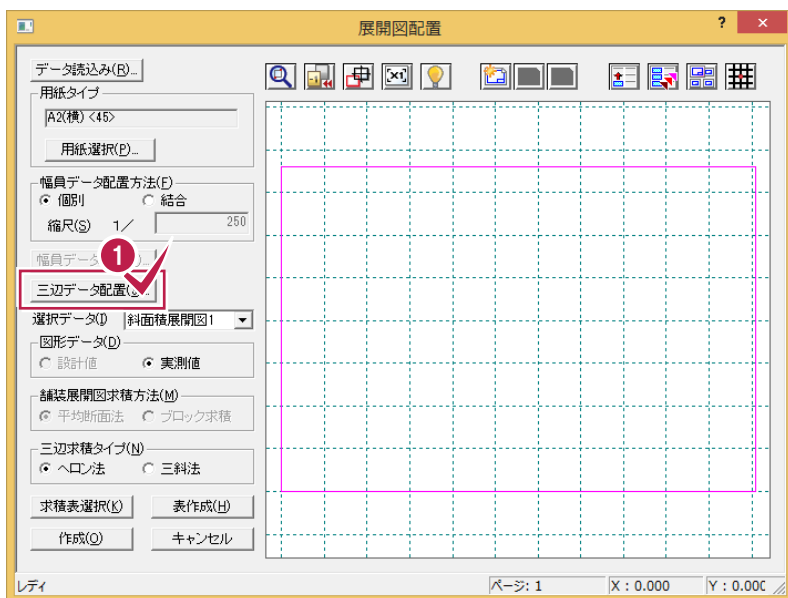 展開図配置
?
×
データ読込み(R)...
用紙タイプ
A2(横) <45>
用紙選択(P)...
幅員データ配置方法(F)
個別 結合
縮尺(S) 1/ 250
幅員データ
1
三辺データ配置(
選択データ(I) 斜面積展開図1
図形データ(D)
設計値 実測値
舗装展開図求積方法(M)
平均断面法 ブロック求積
三辺求積タイプ(N)
ヘロン法 三斜法
求積表選択(K) 表作成(H)
作成(O) キャンセル
レディ ページ: 1 X : 0.000 Y : 0.000